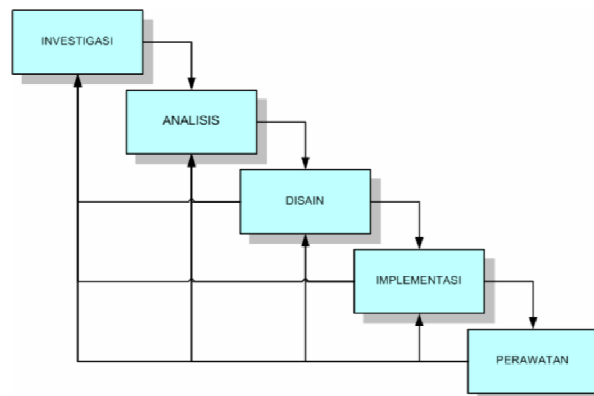 INVESTIGASI
ANALISIS
DISAIN
IMPLEMENTASI
PERAWATAN